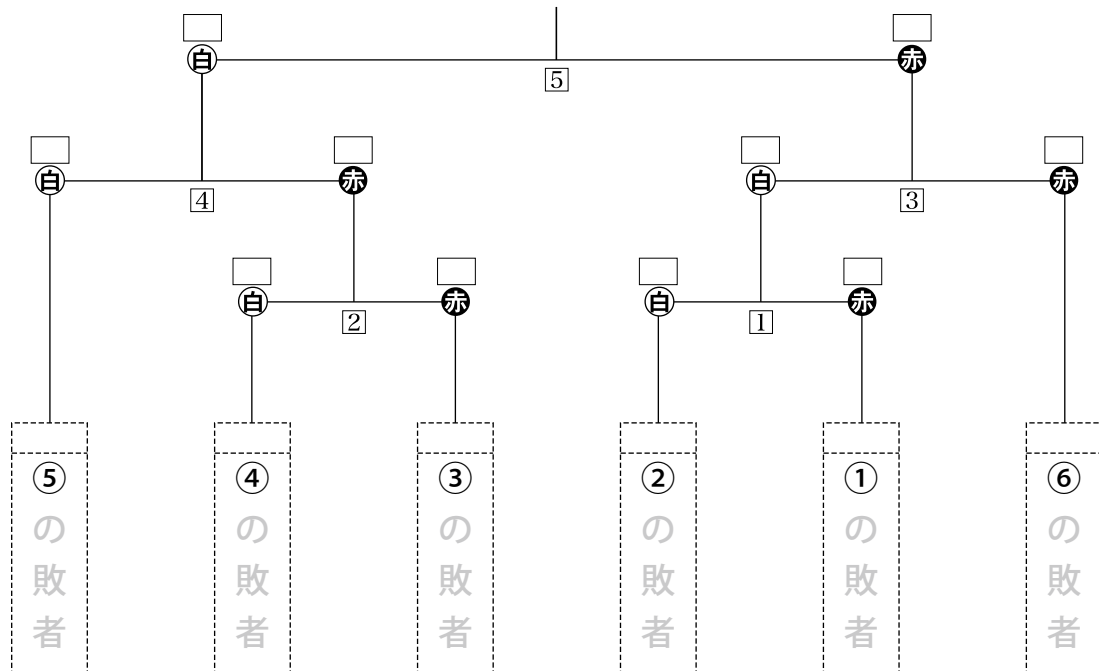 白 赤
5
白 赤 白 赤
4 3
白 赤 白 赤
2 1
⑤の敗者
④の敗者
③の敗者
②の敗者
①の敗者
⑥の敗者